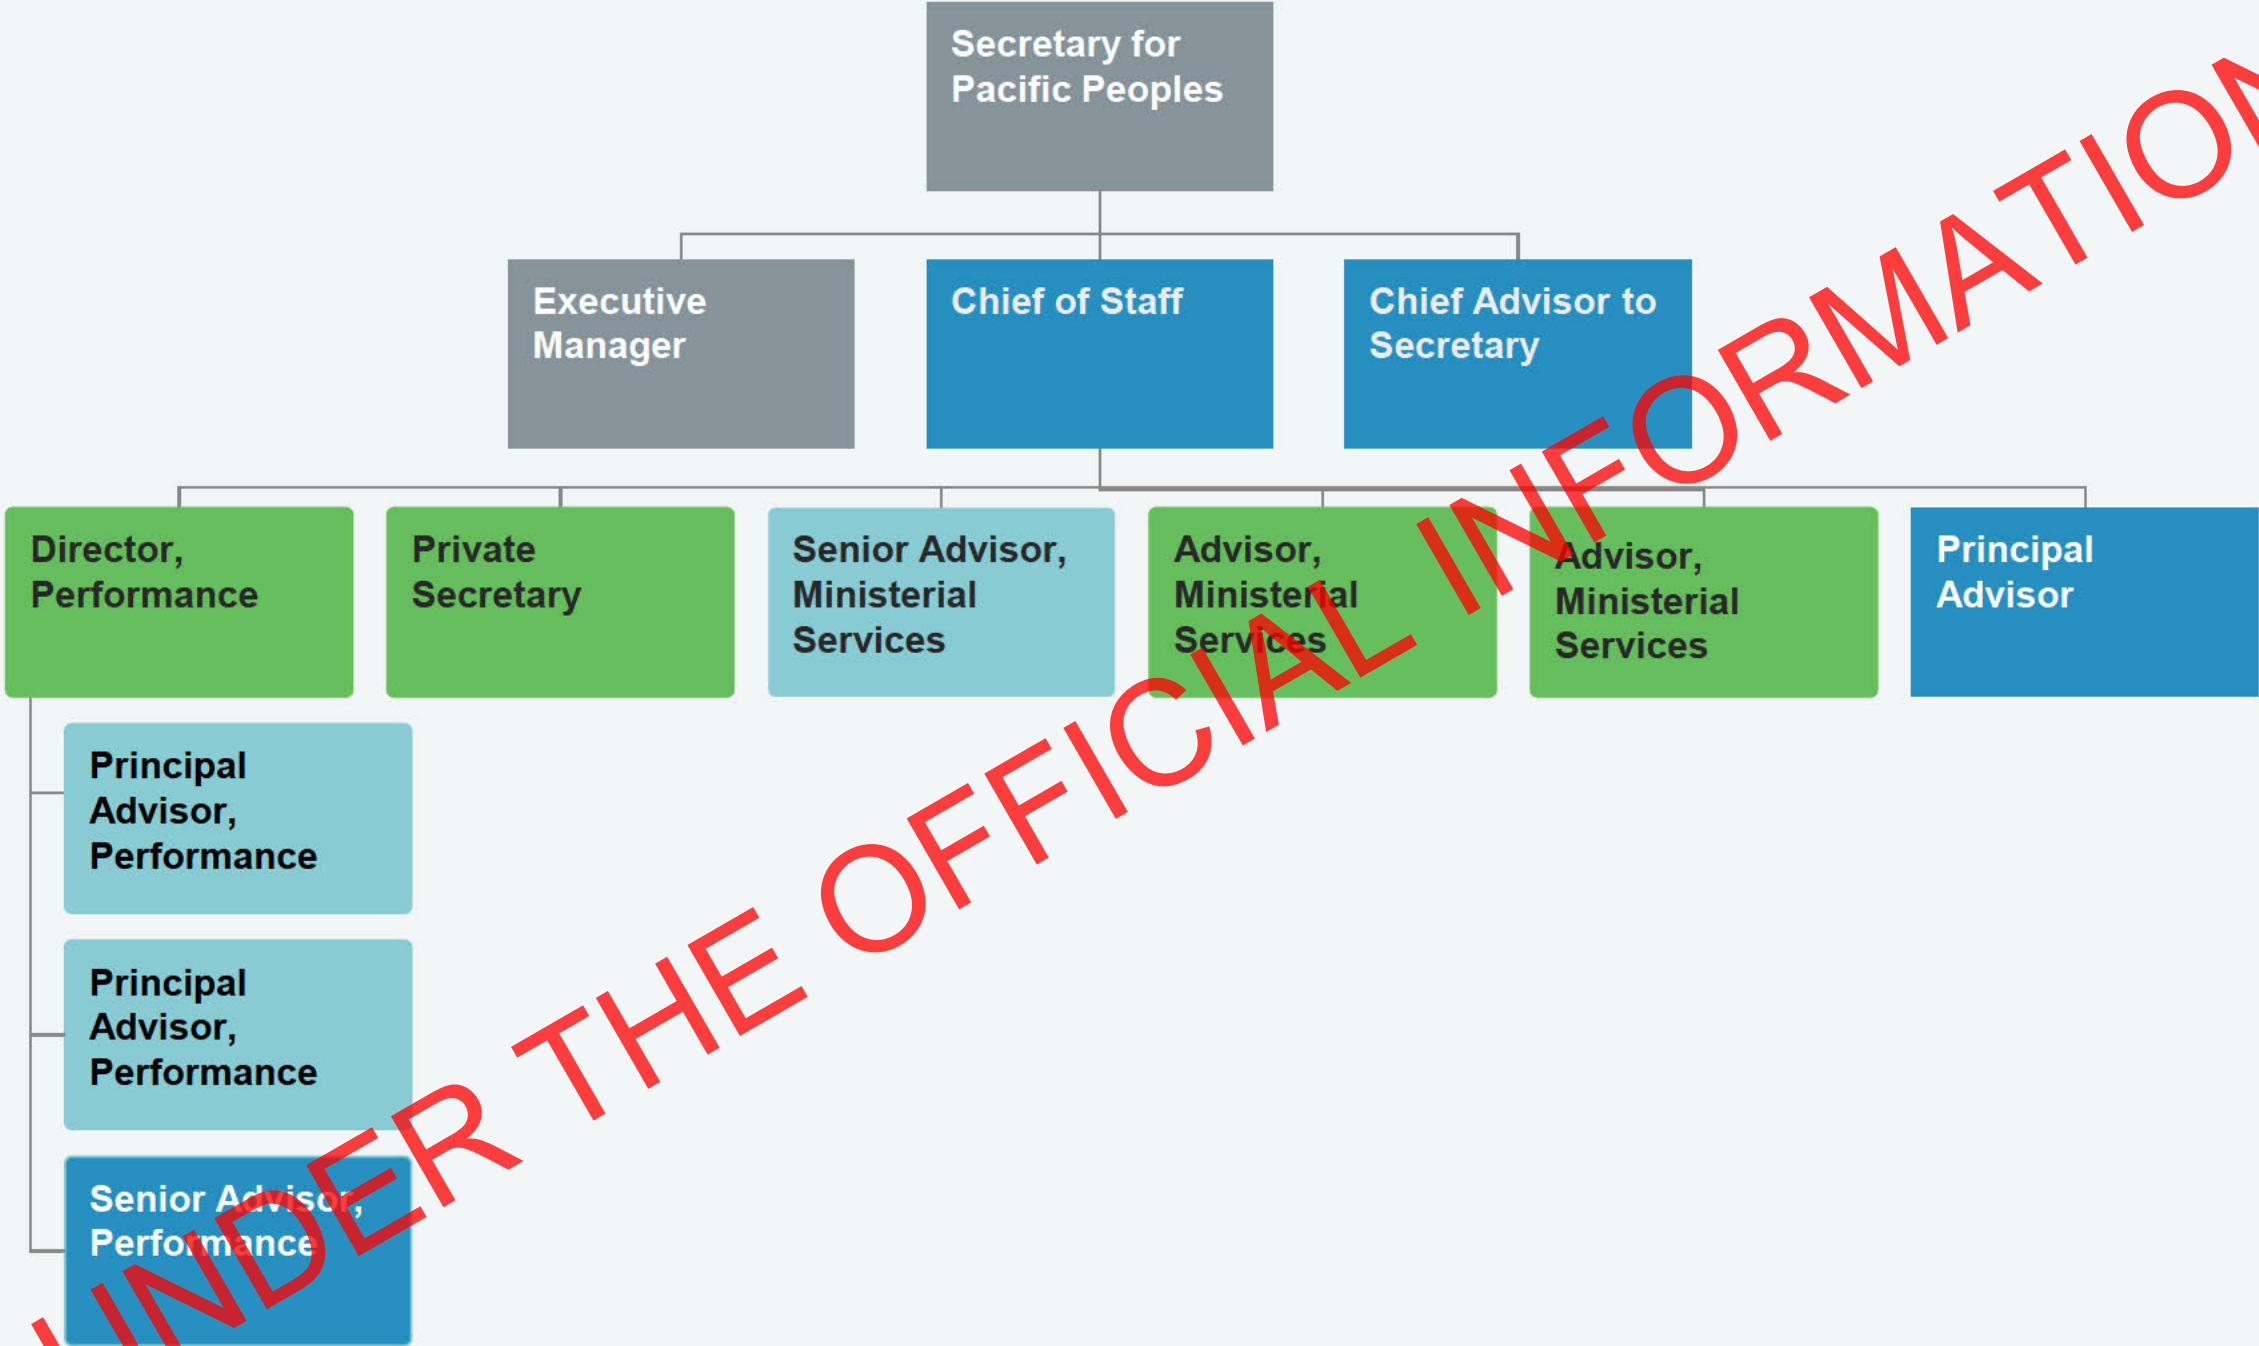 Secretary for
Pacific Peoples
Executive
Manager
Chief of Staff
Chief Advisor to
Secretary
Director,
Performance
Private
Secretary
Senior Advisor,
Ministerial
Services
Advisor,
Ministerial
Services
Advisor,
Ministerial
Services
Principal
Advisor
Principal
Advisor,
Performance
Principal
Advisor,
Performance
Senior Advisor,
Performance
UNDER THE OFFICIAL INFORMATION